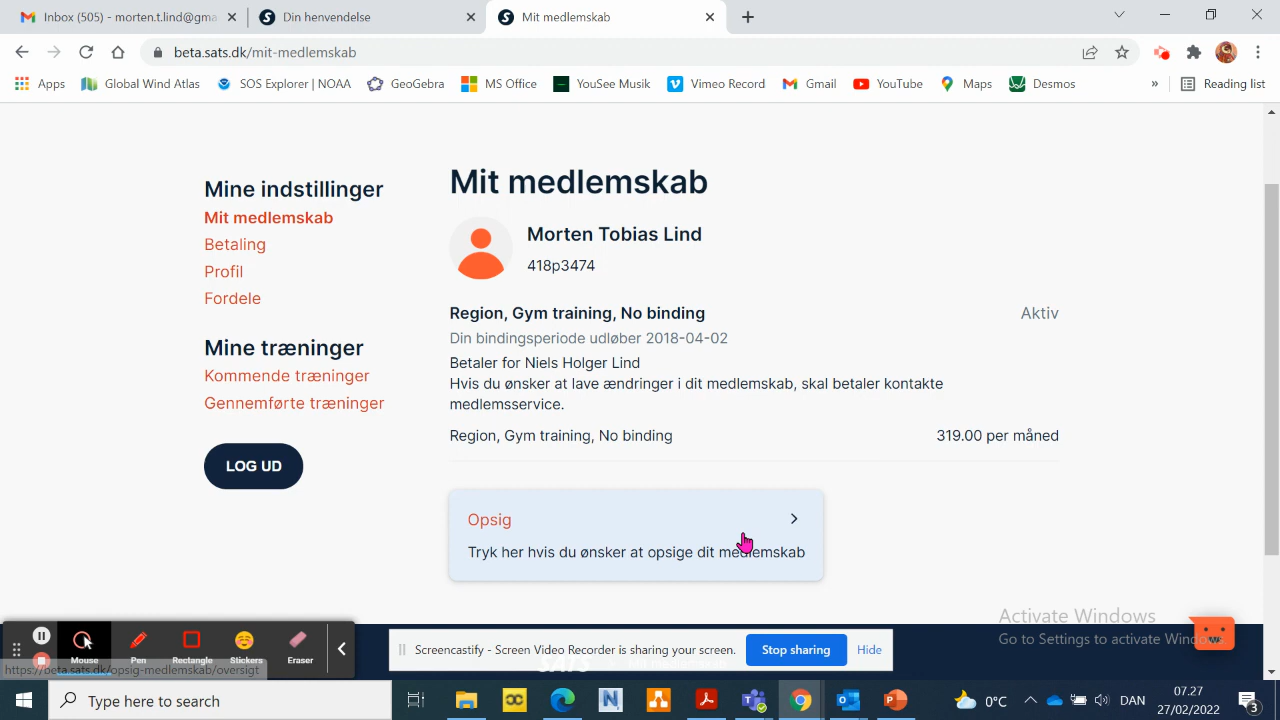 Inbox (505) - morten.t.lind@gma
Din henvendelse
Mit medlemskab
beta.sats.dk/mit-medlemskab
Apps
Global Wind Atlas
SOS Explorer | NOAA
GeoGebra
MS Office
YouSee Musik
Vimeo Record
Gmail
YouTube
Maps
Desmos
»
Reading list
Mine indstillinger
Mit medlemskab
Betaling
Profil
Fordele
Mine træninger
Kommende træninger
Gennemførte træninger
LOG UD
Mit medlemskab
Morten Tobias Lind
418p3474
Region, Gym training, No binding
Aktiv
Din bindingsperiode udløber 2018-04-02
Betaler for Niels Holger Lind
Hvis du ønsker at lave ændringer i dit medlemskab, skal betaler kontakte
medlemsservice.
Region, Gym training, No binding
319.00 per måned
Opsig
Tryk her hvis du ønsker at opsige dit medlemskab
Activate Windows
Go to Settings to activate Windows.
Mouse
Pen
Rectangle
Stickers
Eraser
https://beta.sats.dk/opsig-medlemskab/oversigt
Screencastify - Screen Video Recorder is sharing your screen.
Stop sharing
Hide
SATS
Type here to search
0°C
DAN
07.27
27/02/2022
3